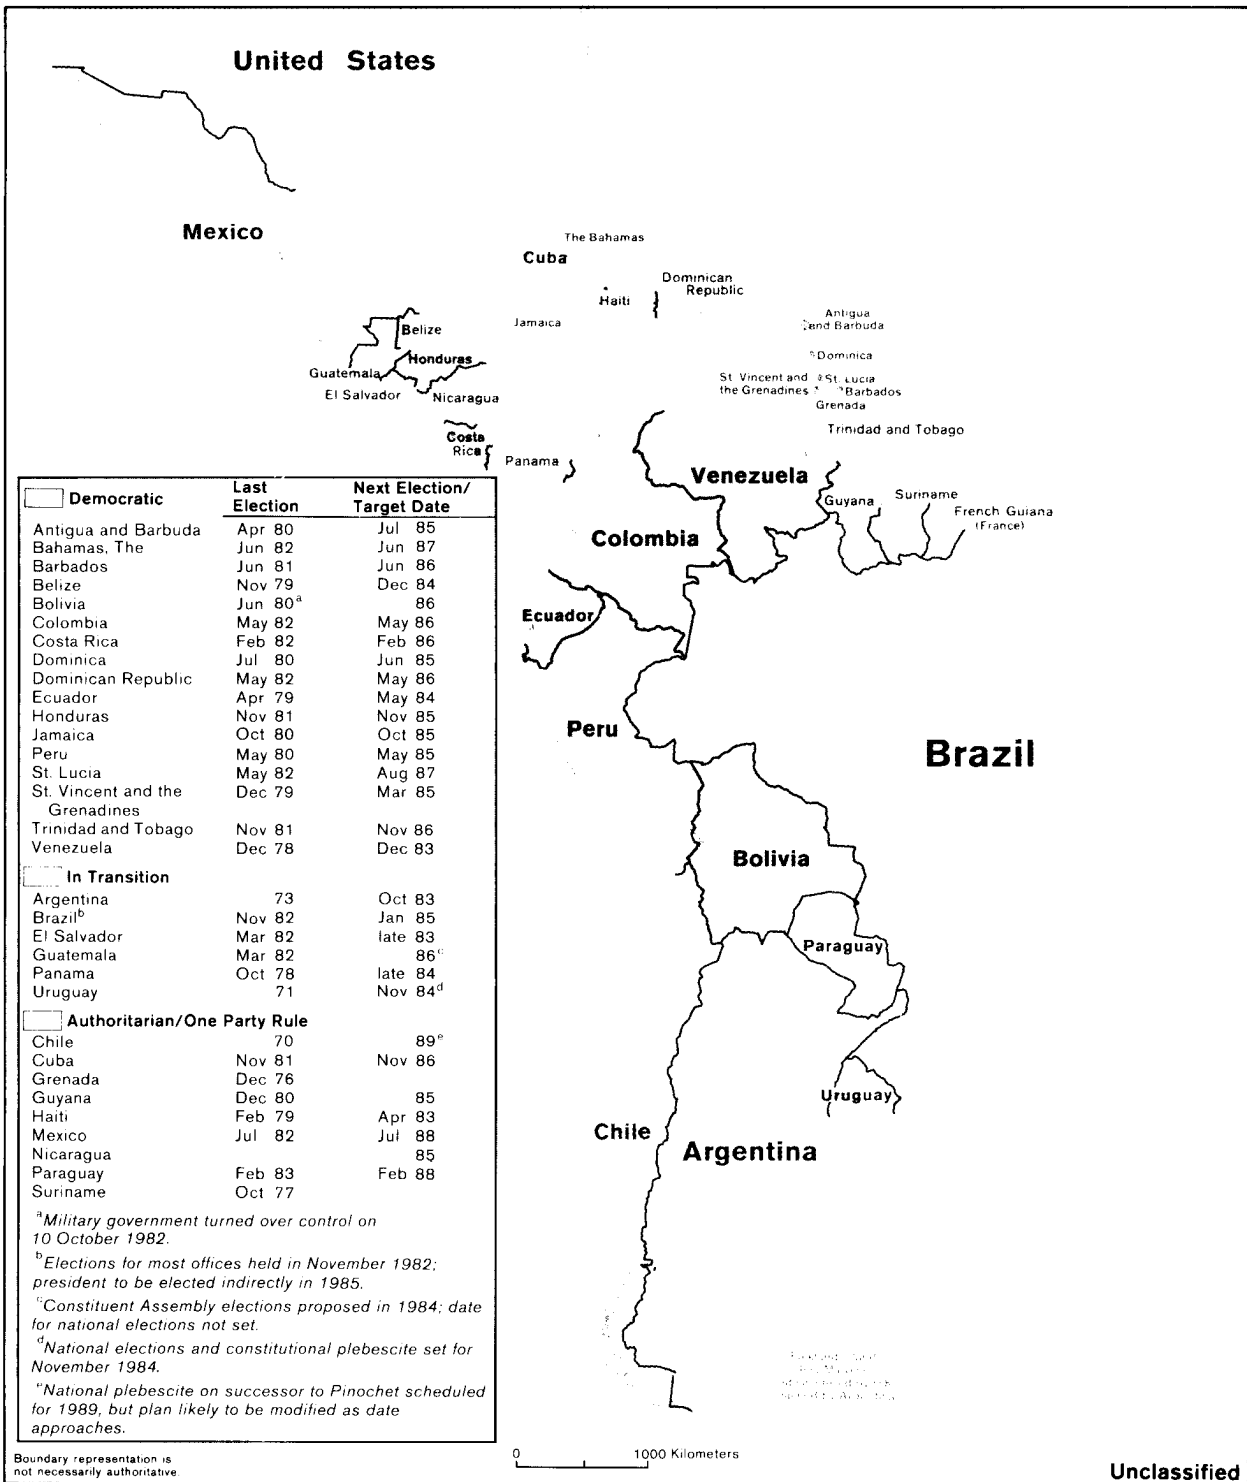 United States
Mexico
The Bahamas
Cuba
Dominican
Republic
Haiti
Jamaica
Antigua
and Barbuda
Belize
Dominica
Honduras
Guatemala
St. Vincent and
the Grenadines
St. Lucia
Barbados
El Salvador
Nicaragua
Grenada
Costa
Rica
Trinidad and Tobago
Panama
Venezuela
Guyana
Suriname
French Guiana
(France)
Colombia
Ecuador
Peru
Brazil
Bolivia
Paraguay
Uruguay
Chile
Argentina
Democratic Last Election Next Election/ Target Date
Antigua and Barbuda Apr 80 Jul 85
Bahamas, The Jun 82 Jun 87
Barbados Jun 81 Jun 86
Belize Nov 79 Dec 84
Bolivia Jun 80a 86
Colombia May 82 May 86
Costa Rica Feb 82 Feb 86
Dominica Jul 80 Jun 85
Dominican Republic May 82 May 86
Ecuador Apr 79 May 84
Honduras Nov 81 Nov 85
Jamaica Oct 80 Oct 85
Peru May 80 May 85
St. Lucia May 82 Aug 87
St. Vincent and the Dec 79 Mar 85
Grenadines
Trinidad and Tobago Nov 81 Nov 86
Venezuela Dec 78 Dec 83
In Transition
Argentina 73 Oct 83
Brazilb Nov 82 Jan 85
El Salvador Mar 82 late 83
Guatemala Mar 82 86c
Panama Oct 78 late 84
Uruguay 71 Nov 84d
Authoritarian/One Party Rule
Chile 70 89e
Cuba Nov 81 Nov 86
Grenada Dec 76
Guyana Dec 80 85
Haiti Feb 79 Apr 83
Mexico Jul 82 Jul 88
Nicaragua 85
Paraguay Feb 83 Feb 88
Suriname Oct 77
aMilitary government turned over control on
10 October 1982.
bElections for most offices held in November 1982;
president to be elected indirectly in 1985.
cConstituent Assembly elections proposed in 1984; date
for national elections not set.
dNational elections and constitutional plebescite set for
November 1984.
eNational plebescite on successor to Pinochet scheduled
for 1989, but plan likely to be modified as date
approaches.
Boundary representation is
not necessarily authoritative.
0 1000 Kilometers
Unclassified